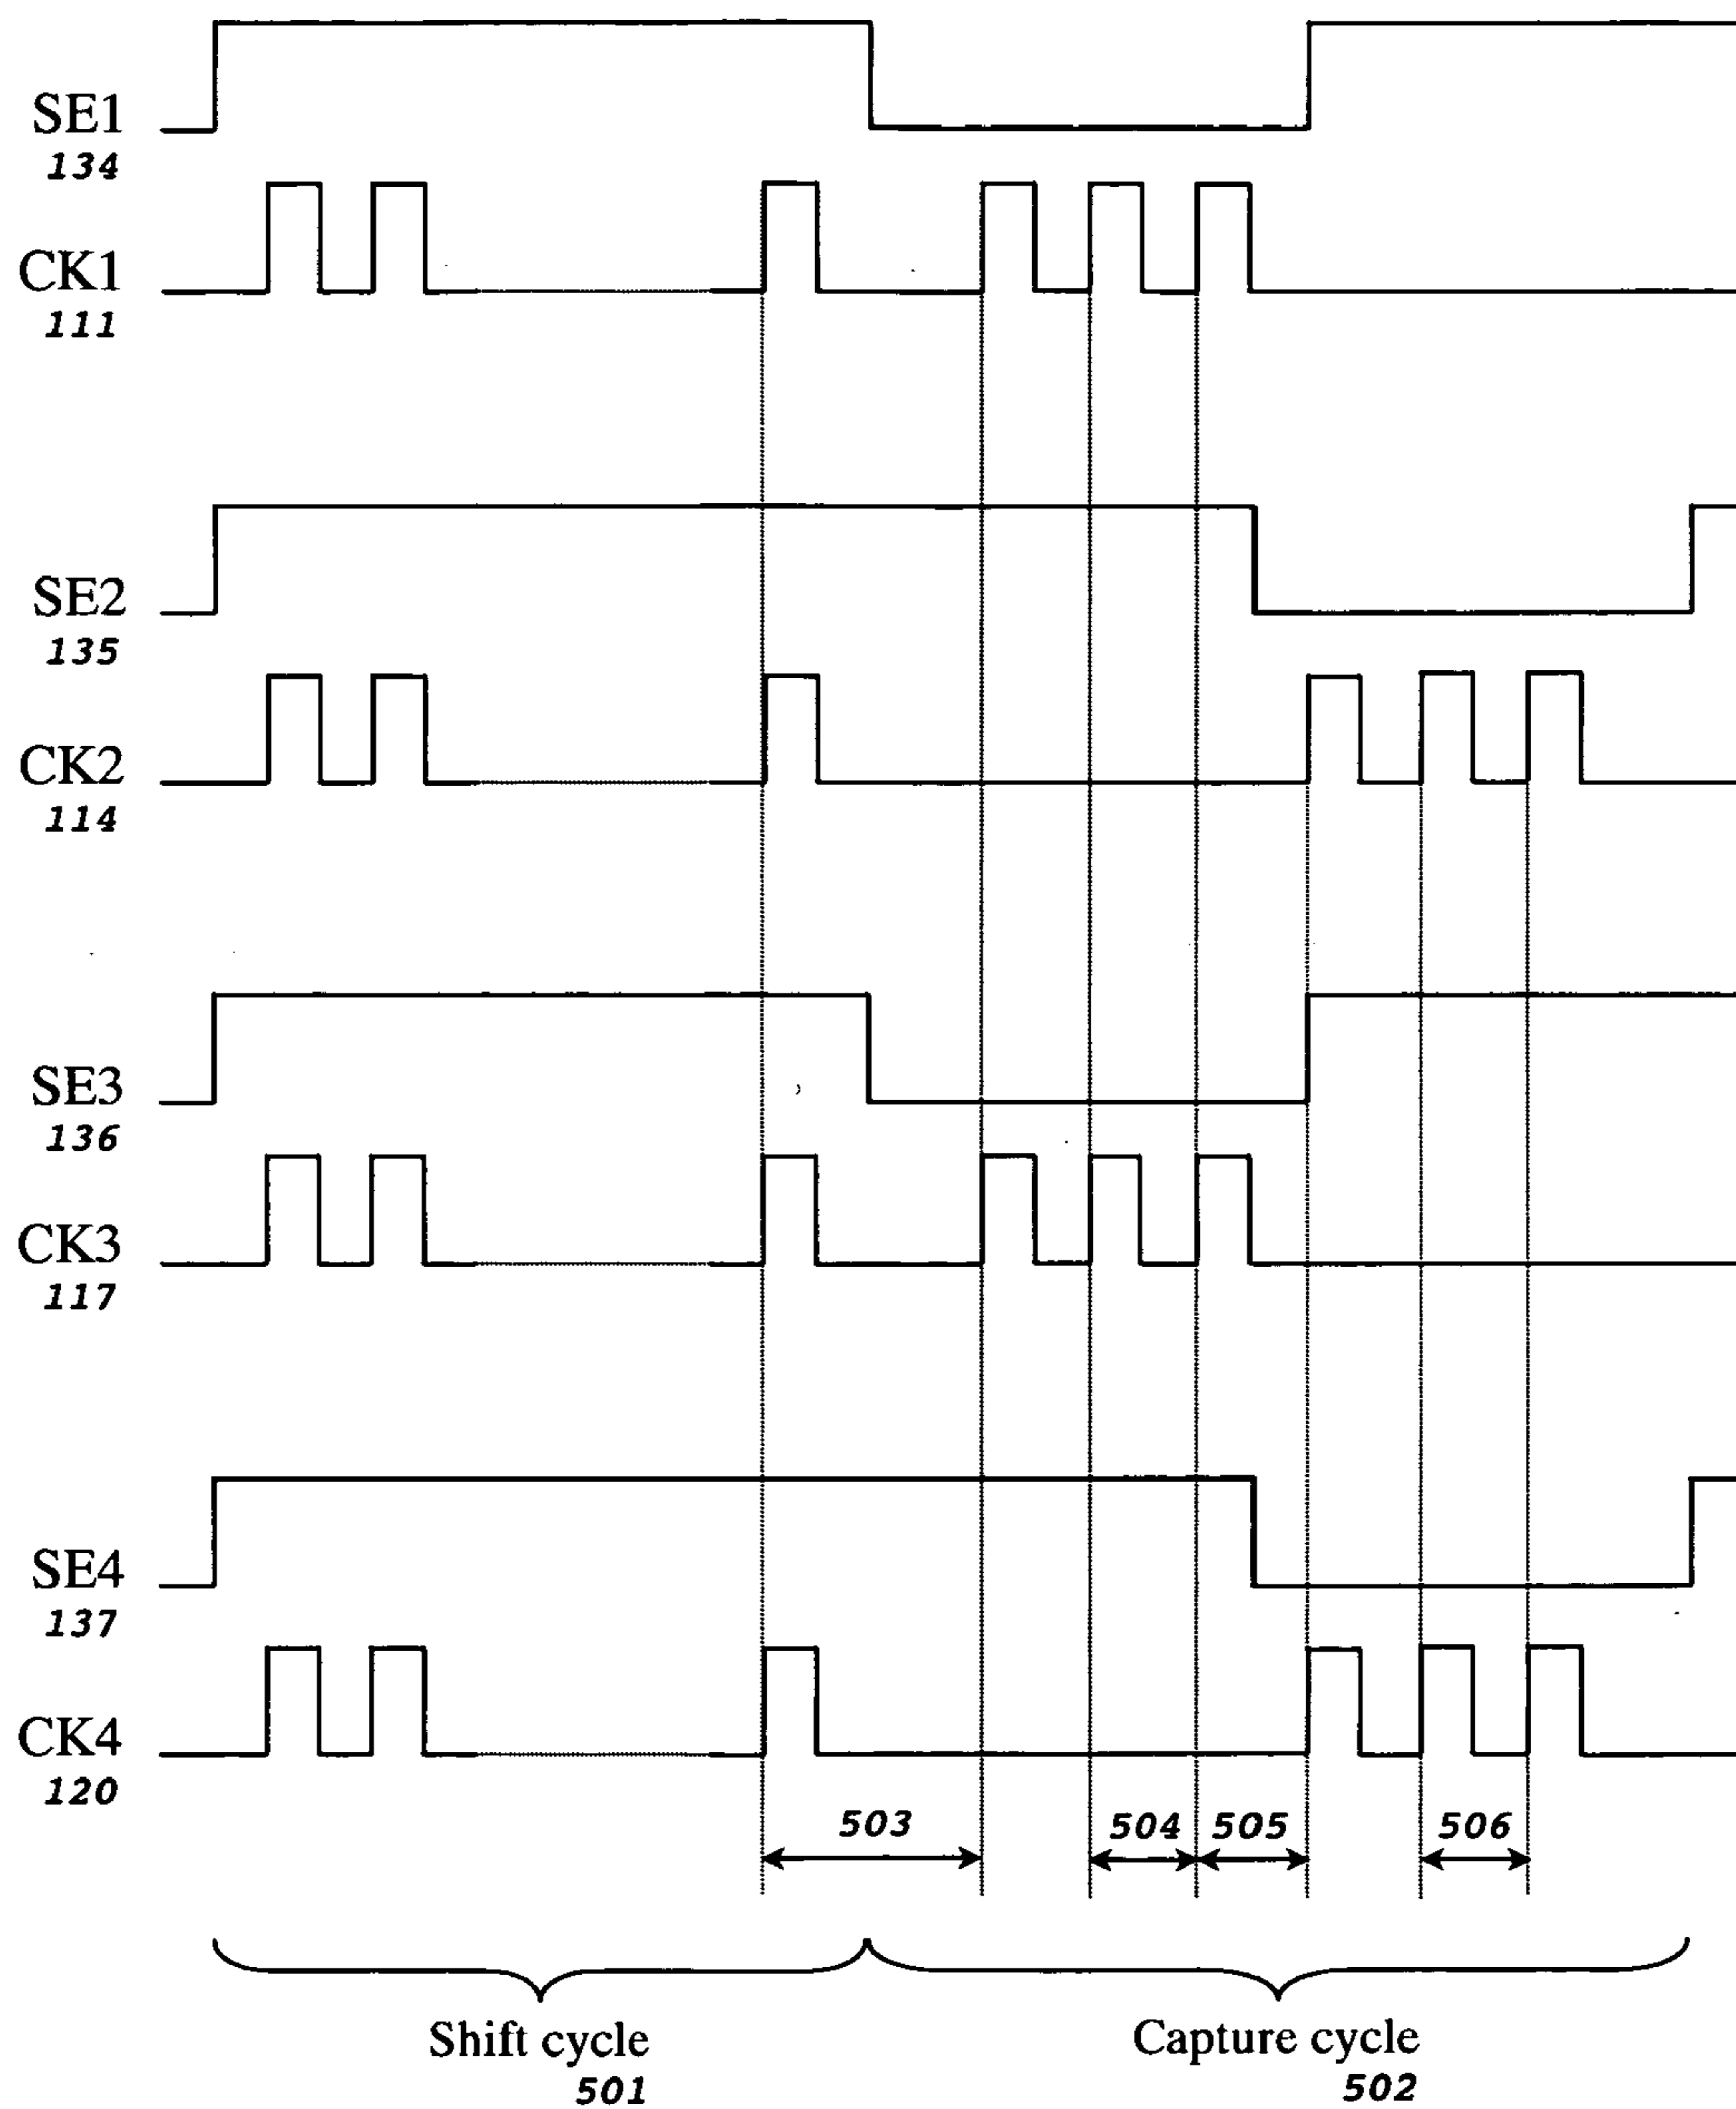 SE1
134
CK1
111
SE2
135
CK2
114
SE3
136
CK3
117
SE4
137
CK4
120
503
504
505
506
Shift cycle
501
Capture cycle
502